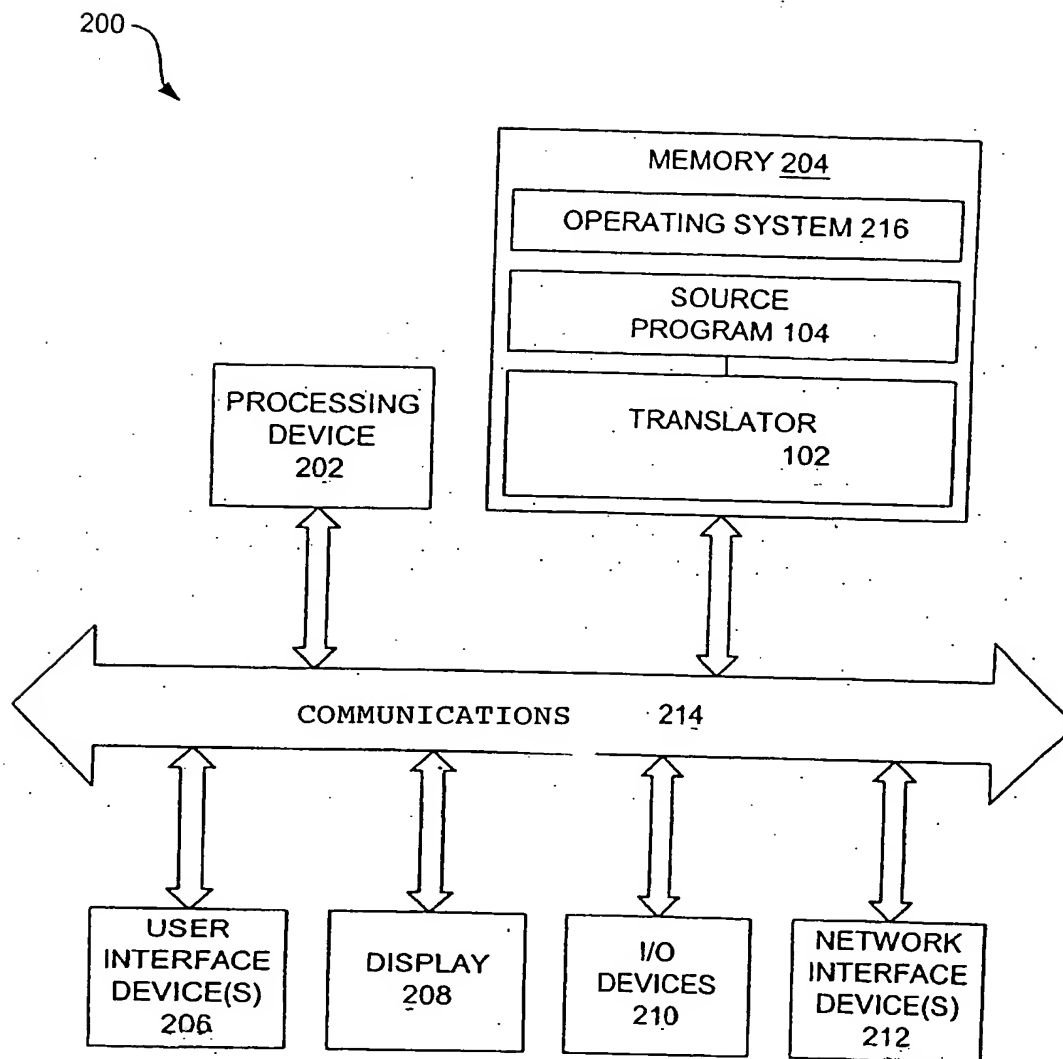 200
MEMORY 204
OPERATING SYSTEM 216
SOURCE
PROGRAM 104
TRANSLATOR
102
PROCESSING
DEVICE
202
COMMUNICATIONS 214
USER
INTERFACE
DEVICE(S)
206
DISPLAY
208
I/O
DEVICES
210
NETWORK
INTERFACE
DEVICE(S)
212